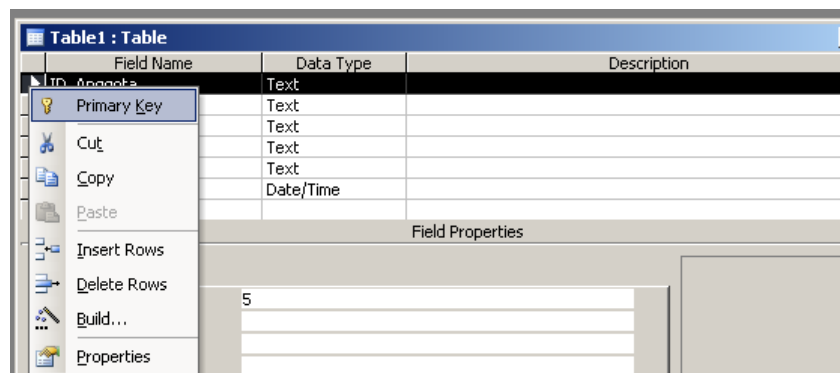 Table1 : Table
Field Name Data Type Description
ID_Anggota Text
Primary Key Text
Text
Cut Text
Copy Text
Date/Time
Paste
Field Properties
Insert Rows
Delete Rows
5
Build...
Properties